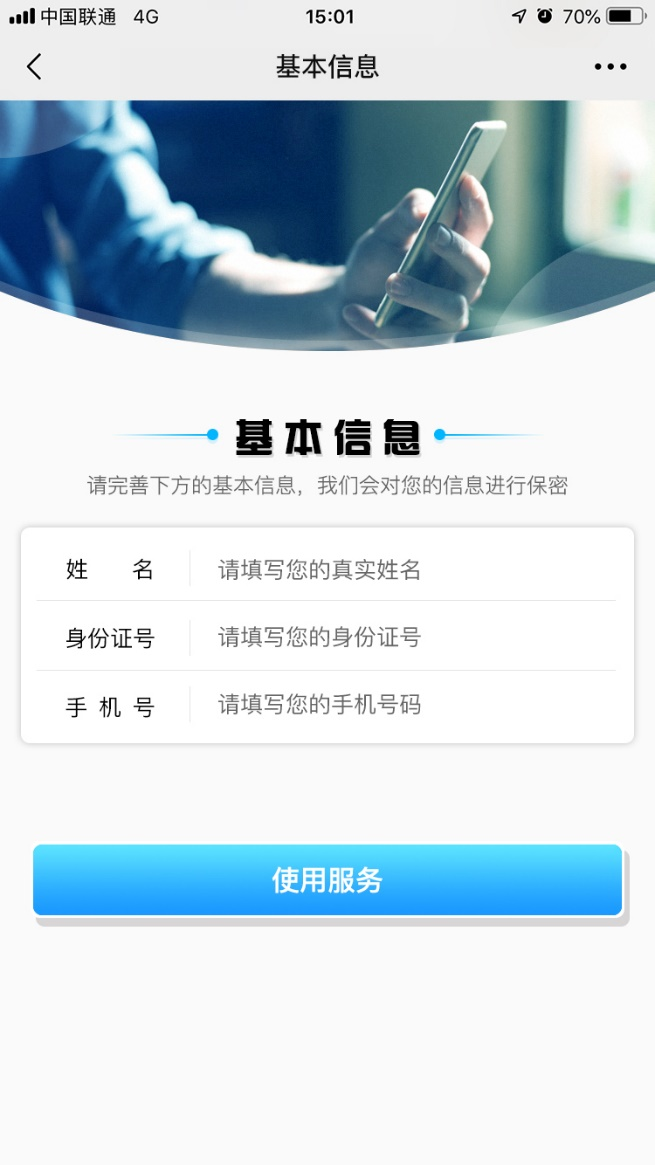 中国联通 4G 15:01 70%
基本信息
基本信息
请完善下方的基本信息，我们会对您的信息进行保密
姓 名 请填写您的真实姓名
身份证号 请填写您的身份证号
手机号 请填写您的手机号码
使用服务